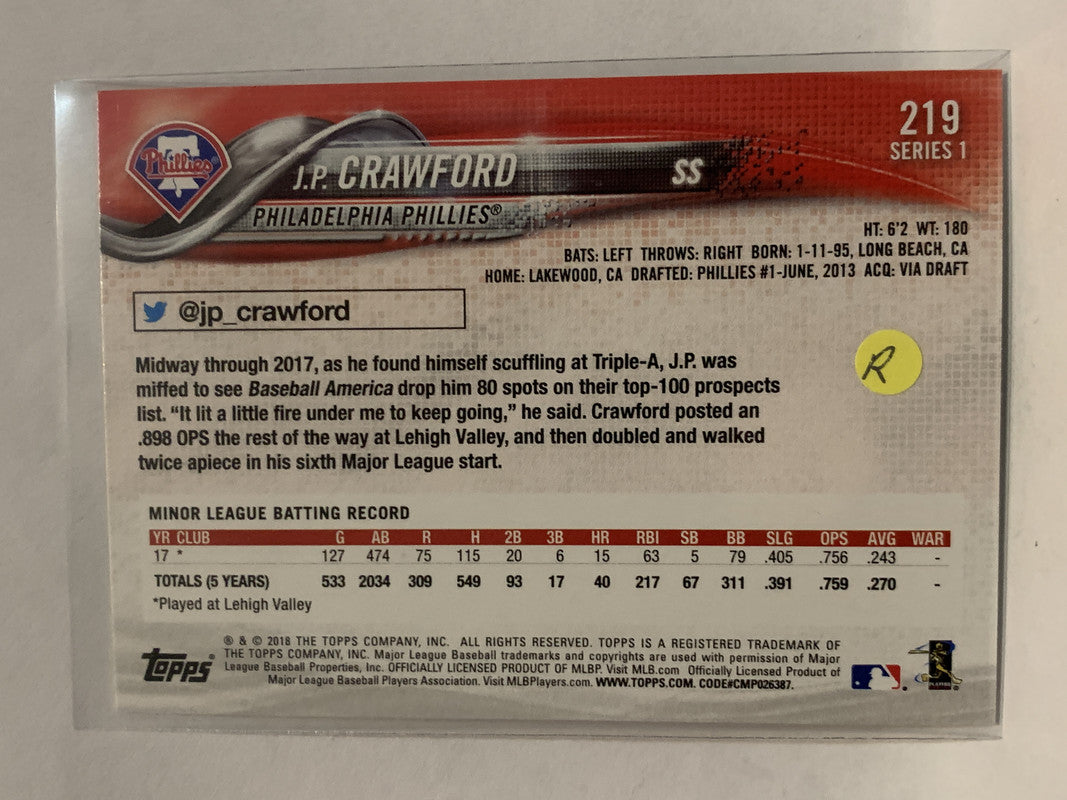 219
SERIES 1
Phillies
J.P. CRAWFORD SS
PHILADELPHIA PHILLIES®
HT: 6'2 WT: 180
BATS: LEFT THROWS: RIGHT BORN: 1-11-95, LONG BEACH, CA
HOME: LAKEWOOD, CA DRAFTED: PHILLIES #1-JUNE, 2013 ACQ: VIA DRAFT
@jp_crawford
R
Midway through 2017, as he found himself scuffling at Triple-A, J.P. was
miffed to see Baseball America drop him 80 spots on their top-100 prospects
list. “It lit a little fire under me to keep going,” he said. Crawford posted an
.898 OPS the rest of the way at Lehigh Valley, and then doubled and walked
twice apiece in his sixth Major League start.
MINOR LEAGUE BATTING RECORD
YR CLUB G AB R H 2B 3B HR RBI SB BB SLG OPS AVG WAR
17 * 127 474 75 115 20 6 15 63 5 79 .405 .756 .243 -
TOTALS (5 YEARS) 533 2034 309 549 93 17 40 217 67 311 .391 .759 .270 -
*Played at Lehigh Valley
® & © 2018 THE TOPPS COMPANY, INC. ALL RIGHTS RESERVED. TOPPS IS A REGISTERED TRADEMARK OF
THE TOPPS COMPANY, INC. Major League Baseball trademarks and copyrights are used with permission of Major
League Baseball Properties, Inc. OFFICIALLY LICENSED PRODUCT OF MLBP. Visit MLB.com Officially Licensed Product of
Major League Baseball Players Association. Visit MLBPlayers.com. WWW.TOPPS.COM. CODE#CMP026387.
Topps®